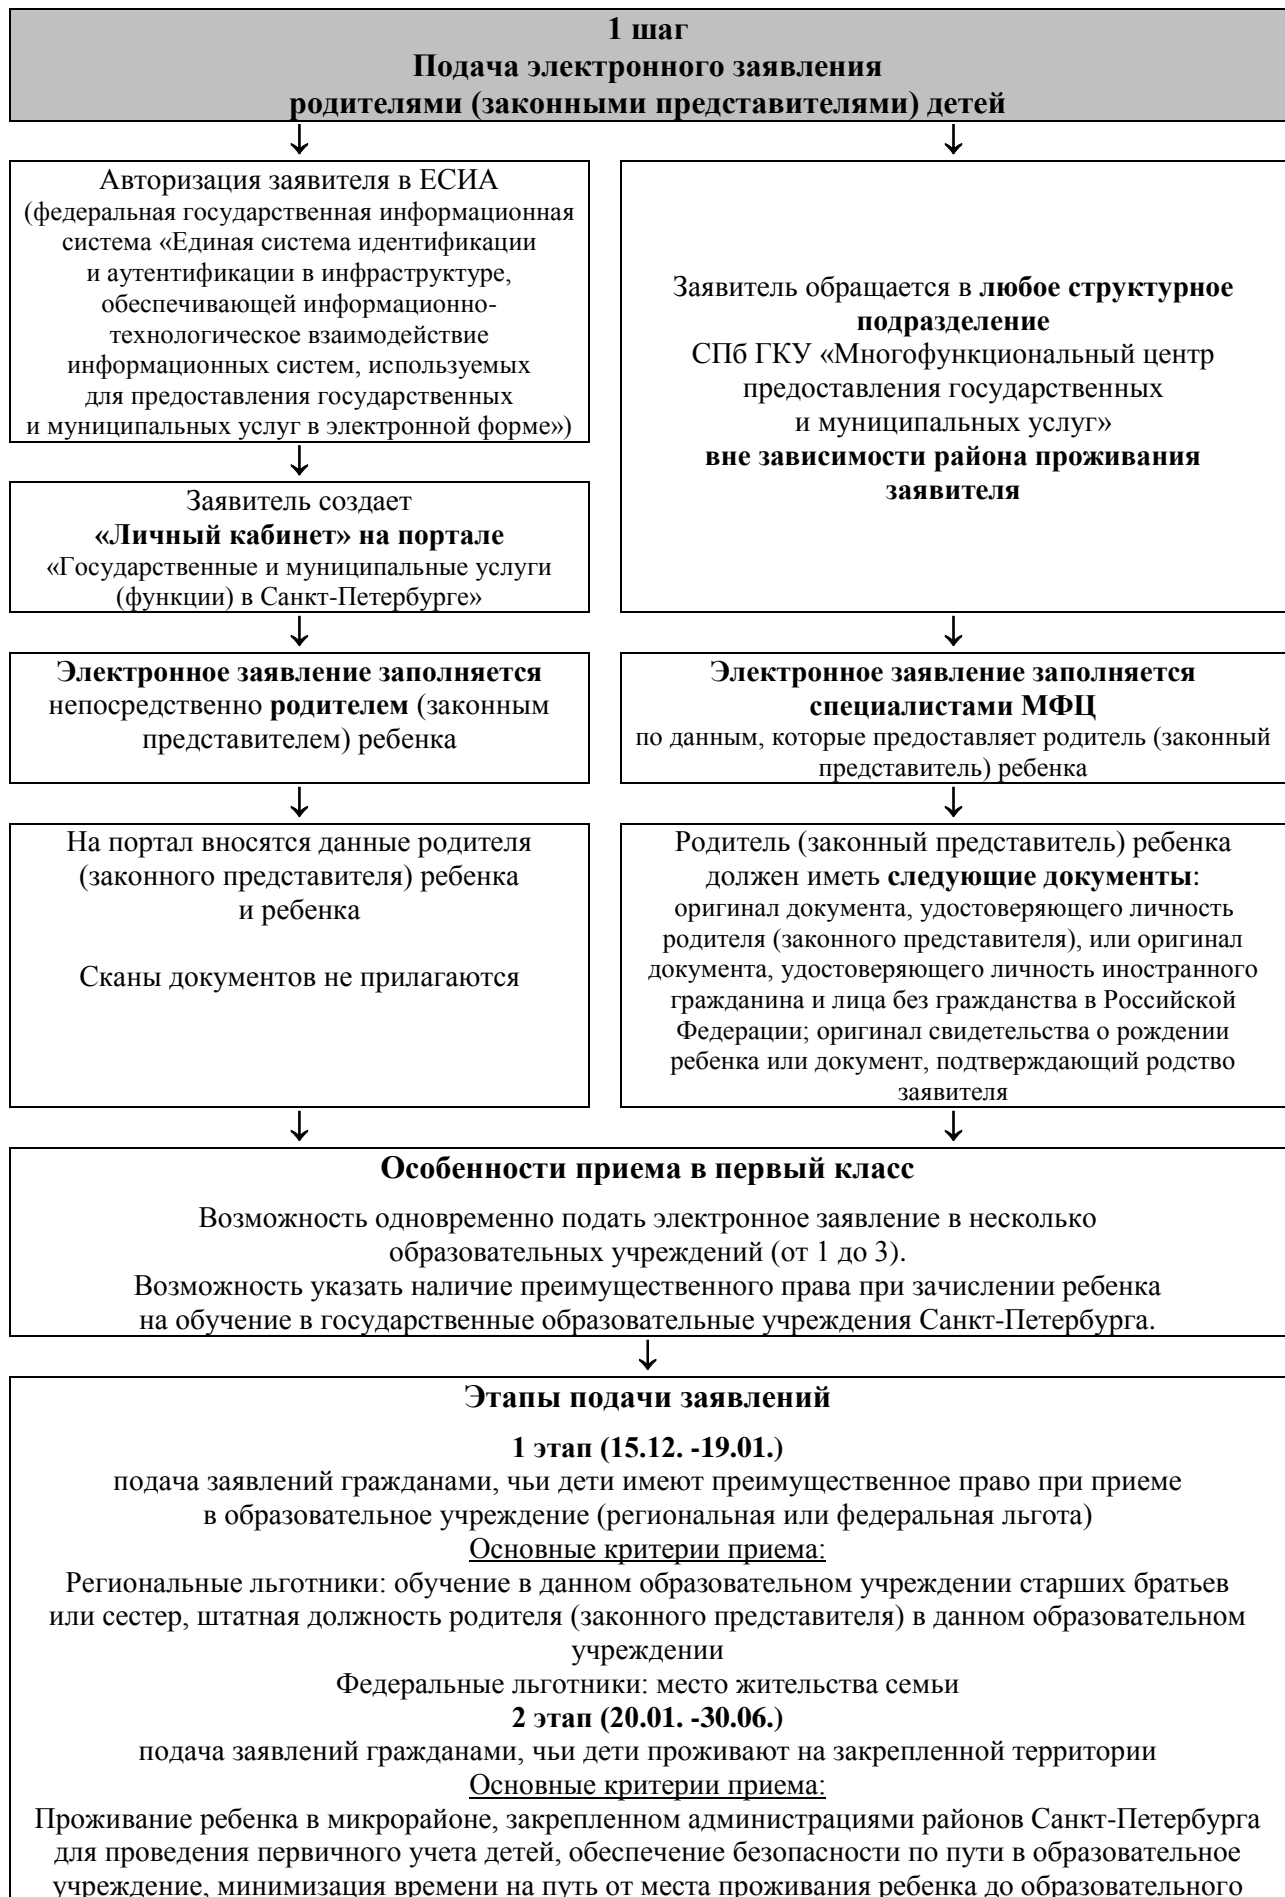 1 шаг
Подача электронного заявления
родителями (законными представителями) детей
↓
↓
Авторизация заявителя в ЕСИА
(федеральная государственная информационная
система «Единая система идентификации
и аутентификации в инфраструктуре,
обеспечивающей информационно-
технологическое взаимодействие
информационных систем, используемых
для предоставления государственных
и муниципальных услуг в электронной форме»)
↓
Заявитель создает
«Личный кабинет» на портале
«Государственные и муниципальные услуги
(функции) в Санкт-Петербурге»
Заявитель обращается в любое структурное
подразделение
СПб ГКУ «Многофункциональный центр
предоставления государственных
и муниципальных услуг»
вне зависимости района проживания
заявителя
↓
↓
Электронное заявление заполняется
непосредственно родителем (законным
представителем) ребенка
Электронное заявление заполняется
специалистами МФЦ
по данным, которые предоставляет родитель (законный
представитель) ребенка
↓
↓
На портал вносятся данные родителя
(законного представителя) ребенка
и ребенка
Сканы документов не прилагаются
Родитель (законный представитель) ребенка
должен иметь следующие документы:
оригинал документа, удостоверяющего личность
родителя (законного представителя), или оригинал
документа, удостоверяющего личность иностранного
гражданина и лица без гражданства в Российской
Федерации; оригинал свидетельства о рождении
ребенка или документ, подтверждающий родство
заявителя
↓
↓
Особенности приема в первый класс
Возможность одновременно подать электронное заявление в несколько
образовательных учреждений (от 1 до 3).
Возможность указать наличие преимущественного права при зачислении ребенка
на обучение в государственные образовательные учреждения Санкт-Петербурга.
↓
Этапы подачи заявлений
1 этап (15.12. -19.01.)
подача заявлений гражданами, чьи дети имеют преимущественное право при приеме
в образовательное учреждение (региональная или федеральная льгота)
Основные критерии приема:
Региональные льготники: обучение в данном образовательном учреждении старших братьев
или сестер, штатная должность родителя (законного представителя) в данном образовательном
учреждении
Федеральные льготники: место жительства семьи
2 этап (20.01. -30.06.)
подача заявлений гражданами, чьи дети проживают на закрепленной территории
Основные критерии приема:
Проживание ребенка в микрорайоне, закрепленном администрациями районов Санкт-Петербурга
для проведения первичного учета детей, обеспечение безопасности по пути в образовательное
учреждение, минимизация времени на путь от места проживания ребенка до образовательного